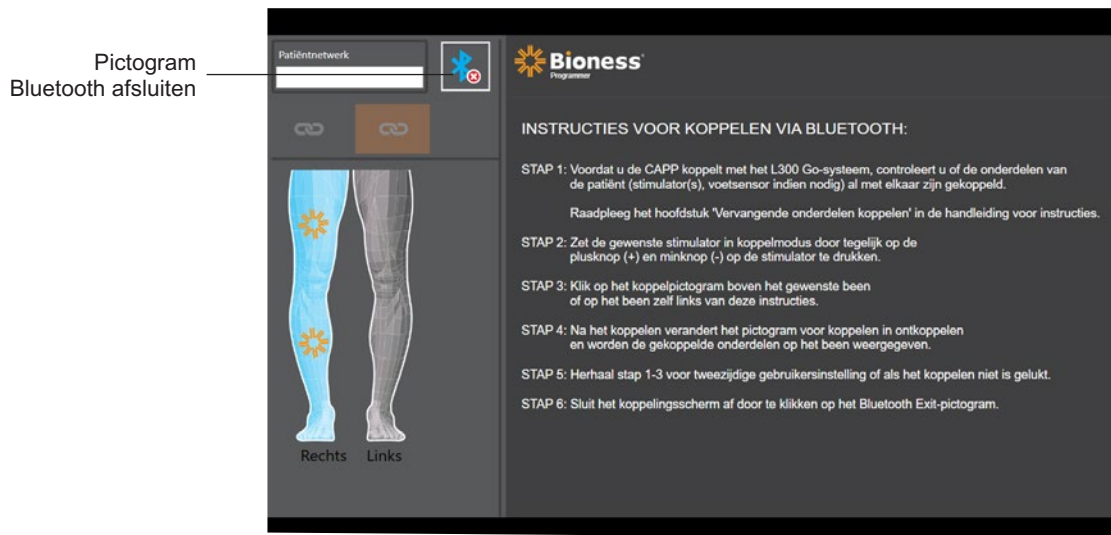 Pictogram
Bluetooth afsluiten
Patiëntnetwerk
Bioness
Programmer
INSTRUCTIES VOOR KOPPELEN VIA BLUETOOTH:
STAP 1: Voordat u de CAPP koppelt met het L300 Go-systeem, controleert u of de onderdelen van
de patiënt (stimulator(s), voetsensor indien nodig) al met elkaar zijn gekoppeld.
Raadpleeg het hoofdstuk 'Vervangende onderdelen koppelen' in de handleiding voor instructies.
STAP 2: Zet de gewenste stimulator in koppelmodus door tegelijk op de
plusknop (+) en minknop (-) op de stimulator te drukken.
STAP 3: Klik op het koppelpictogram boven het gewenste been
of op het been zelf links van deze instructies.
STAP 4: Na het koppelen verandert het pictogram voor koppelen in ontkoppelen
en worden de gekoppelde onderdelen op het been weergegeven.
STAP 5: Herhaal stap 1-3 voor tweezijdige gebruikersinstelling of als het koppelen niet is gelukt.
STAP 6: Sluit het koppelingsscherm af door te klikken op het Bluetooth Exit-pictogram.
Rechts Links